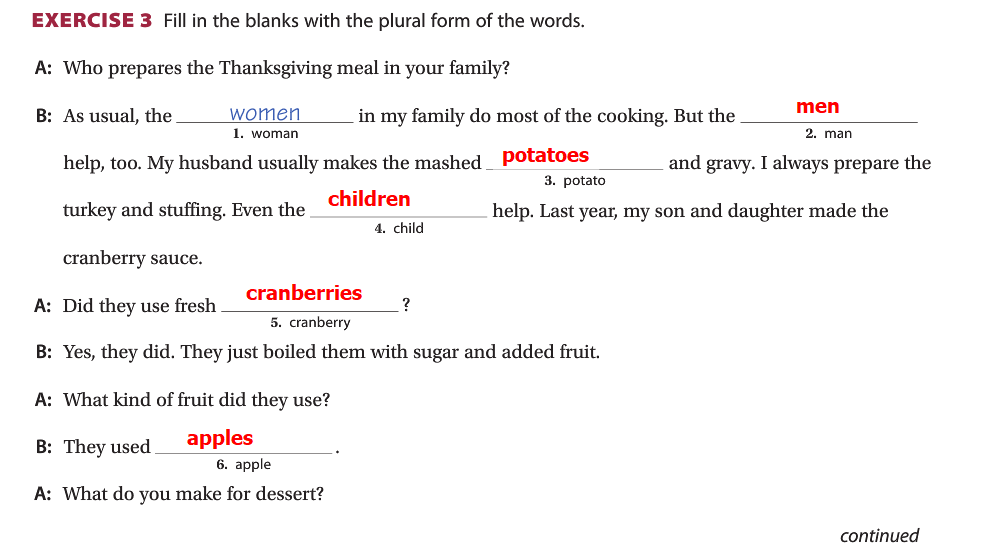 EXERCISE 3 Fill in the blanks with the plural form of the words.
A: Who prepares the Thanksgiving meal in your family?
B: As usual, the women in my family do most of the cooking. But the men
1. woman 2. man
help, too. My husband usually makes the mashed potatoes and gravy. I always prepare the
3. potato
turkey and stuffing. Even the children help. Last year, my son and daughter made the
4. child
cranberry sauce.
A: Did they use fresh cranberries ?
5. cranberry
B: Yes, they did. They just boiled them with sugar and added fruit.
A: What kind of fruit did they use?
B: They used apples .
6. apple
A: What do you make for dessert?
continued